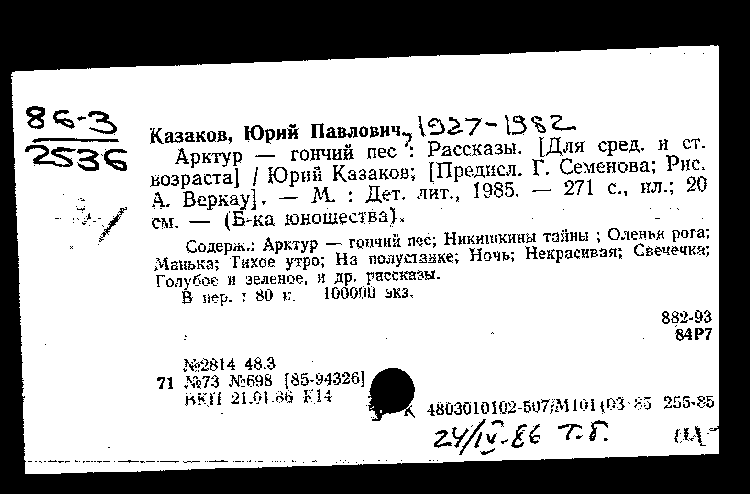 86-3
2536
Казаков, Юрий Павлович, 1927-1982
Арктур — гончий пес : Рассказы. [Для сред. и ст.
возраста] / Юрий Казаков; [Предисл. Г. Семенова; Рис.
А. Веркау]. — М. : Дет. лит., 1985. — 271 с., ил.; 20
см. — (Б-ка юношества).
Содерж.: Арктур — гончий пес; Никишкины тайны ; Оленьи рога;
Манька; Тихое утро; На полустанке; Ночь; Некрасивая; Свечечка;
Голубое и зеленое, и др. рассказы.
В пер. : 80 к. 100000 экз.
882-93
84Р7
№2814 48.3
71 №73 №698 [85-94326]
ВКП 21.01.86 К14
К 4803010102-507/М101(03-85 255-85
24/IV-86 Т.Б.